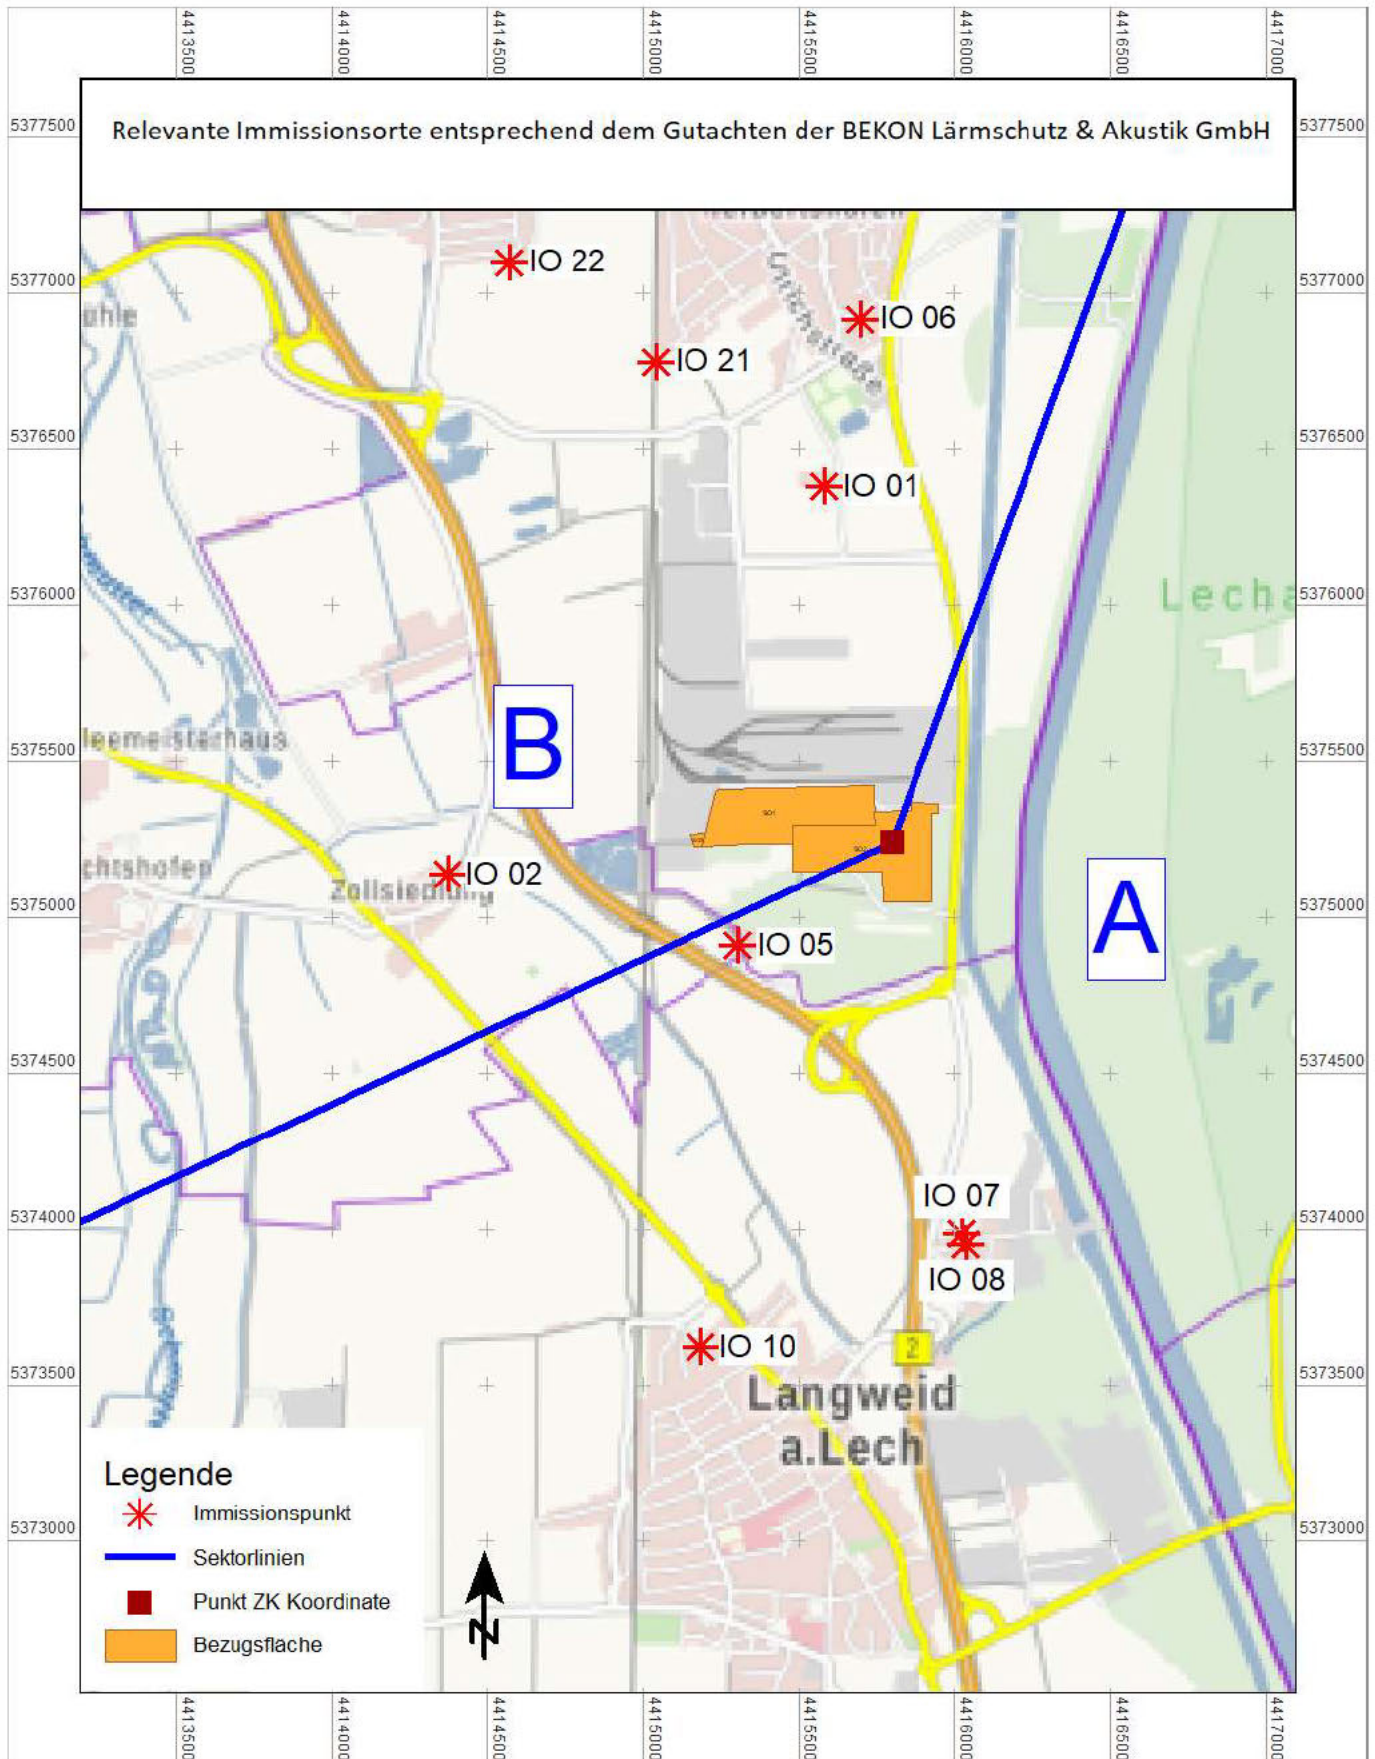 4413500
4414000
4414500
4415000
4415500
4416000
4416500
4417000
5377500
Relevante Immissionsorte entsprechend dem Gutachten der BEKON Lärmschutz & Akustik GmbH
5377500
IO 22
5377000
5377000
IO 06
IO 21
5376500
5376500
IO 01
5376000
Lecha
5376000
B
5375500
leemeisterhaus
5375500
chtshofen
IO 02
Zollsiedlung
A
5375000
5375000
IO 05
5374500
5374500
IO 07
5374000
5374000
IO 08
IO 10
2
5373500
5373500
Langweid
a.Lech
Legende
Immissionspunkt
5373000
5373000
Sektorlinien
Punkt ZK Koordinate
Bezugsfläche
N
4413500
4414000
4414500
4415000
4415500
4416000
4416500
4417000